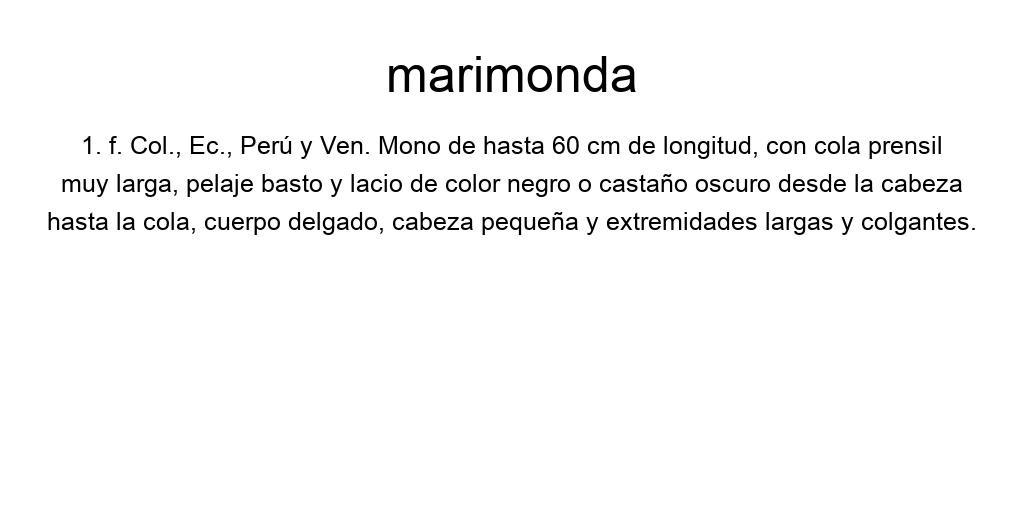 marimonda
1. f. Col., Ec., Perú y Ven. Mono de hasta 60 cm de longitud, con cola prensil
muy larga, pelaje basto y lacio de color negro o castaño oscuro desde la cabeza
hasta la cola, cuerpo delgado, cabeza pequeña y extremidades largas y colgantes.